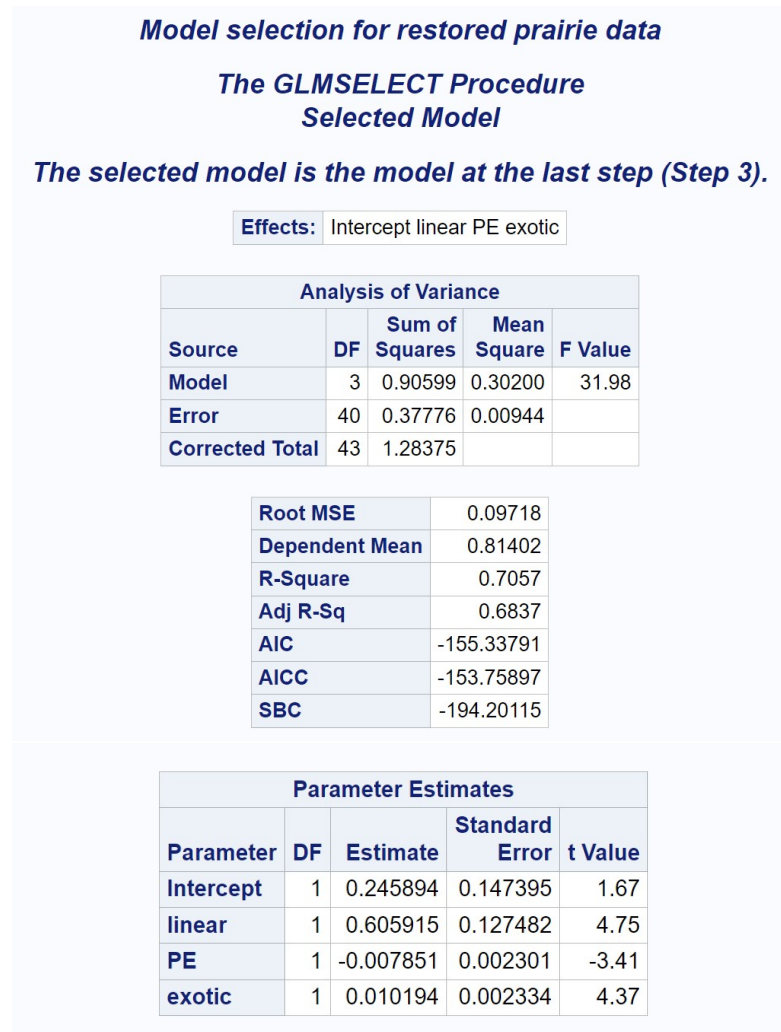 Model selection for restored prairie data
The GLMSELECT Procedure
Selected Model
The selected model is the model at the last step (Step 3).
Effects: Intercept linear PE exotic
Analysis of Variance
Source DF Sum of Squares Mean Square F Value
Model 3 0.90599 0.30200 31.98
Error 40 0.37776 0.00944
Corrected Total 43 1.28375
Root MSE 0.09718
Dependent Mean 0.81402
R-Square 0.7057
Adj R-Sq 0.6837
AIC -155.33791
AICC -153.75897
SBC -194.20115
Parameter Estimates
Parameter DF Estimate Standard Error t Value
Intercept 1 0.245894 0.147395 1.67
linear 1 0.605915 0.127482 4.75
PE 1 -0.007851 0.002301 -3.41
exotic 1 0.010194 0.002334 4.37